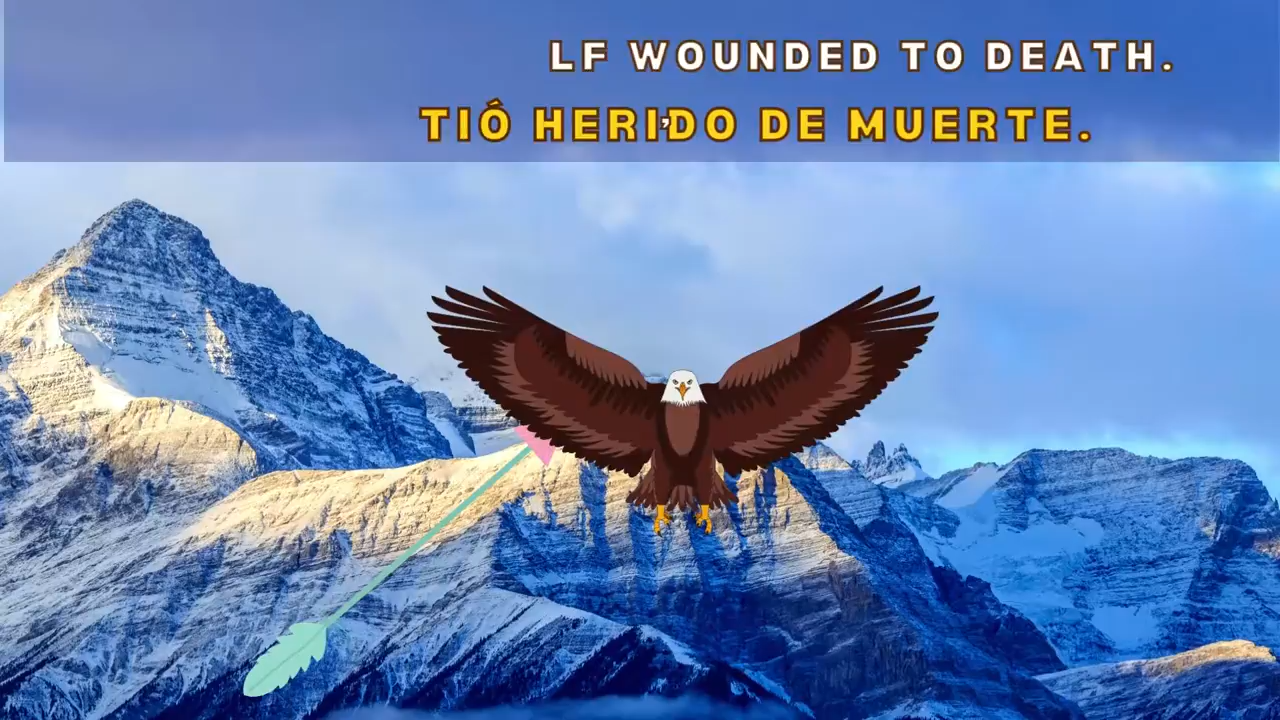 LF WOUNDED TO DEATH.
TIÓ HERIDO DE MUERTE.